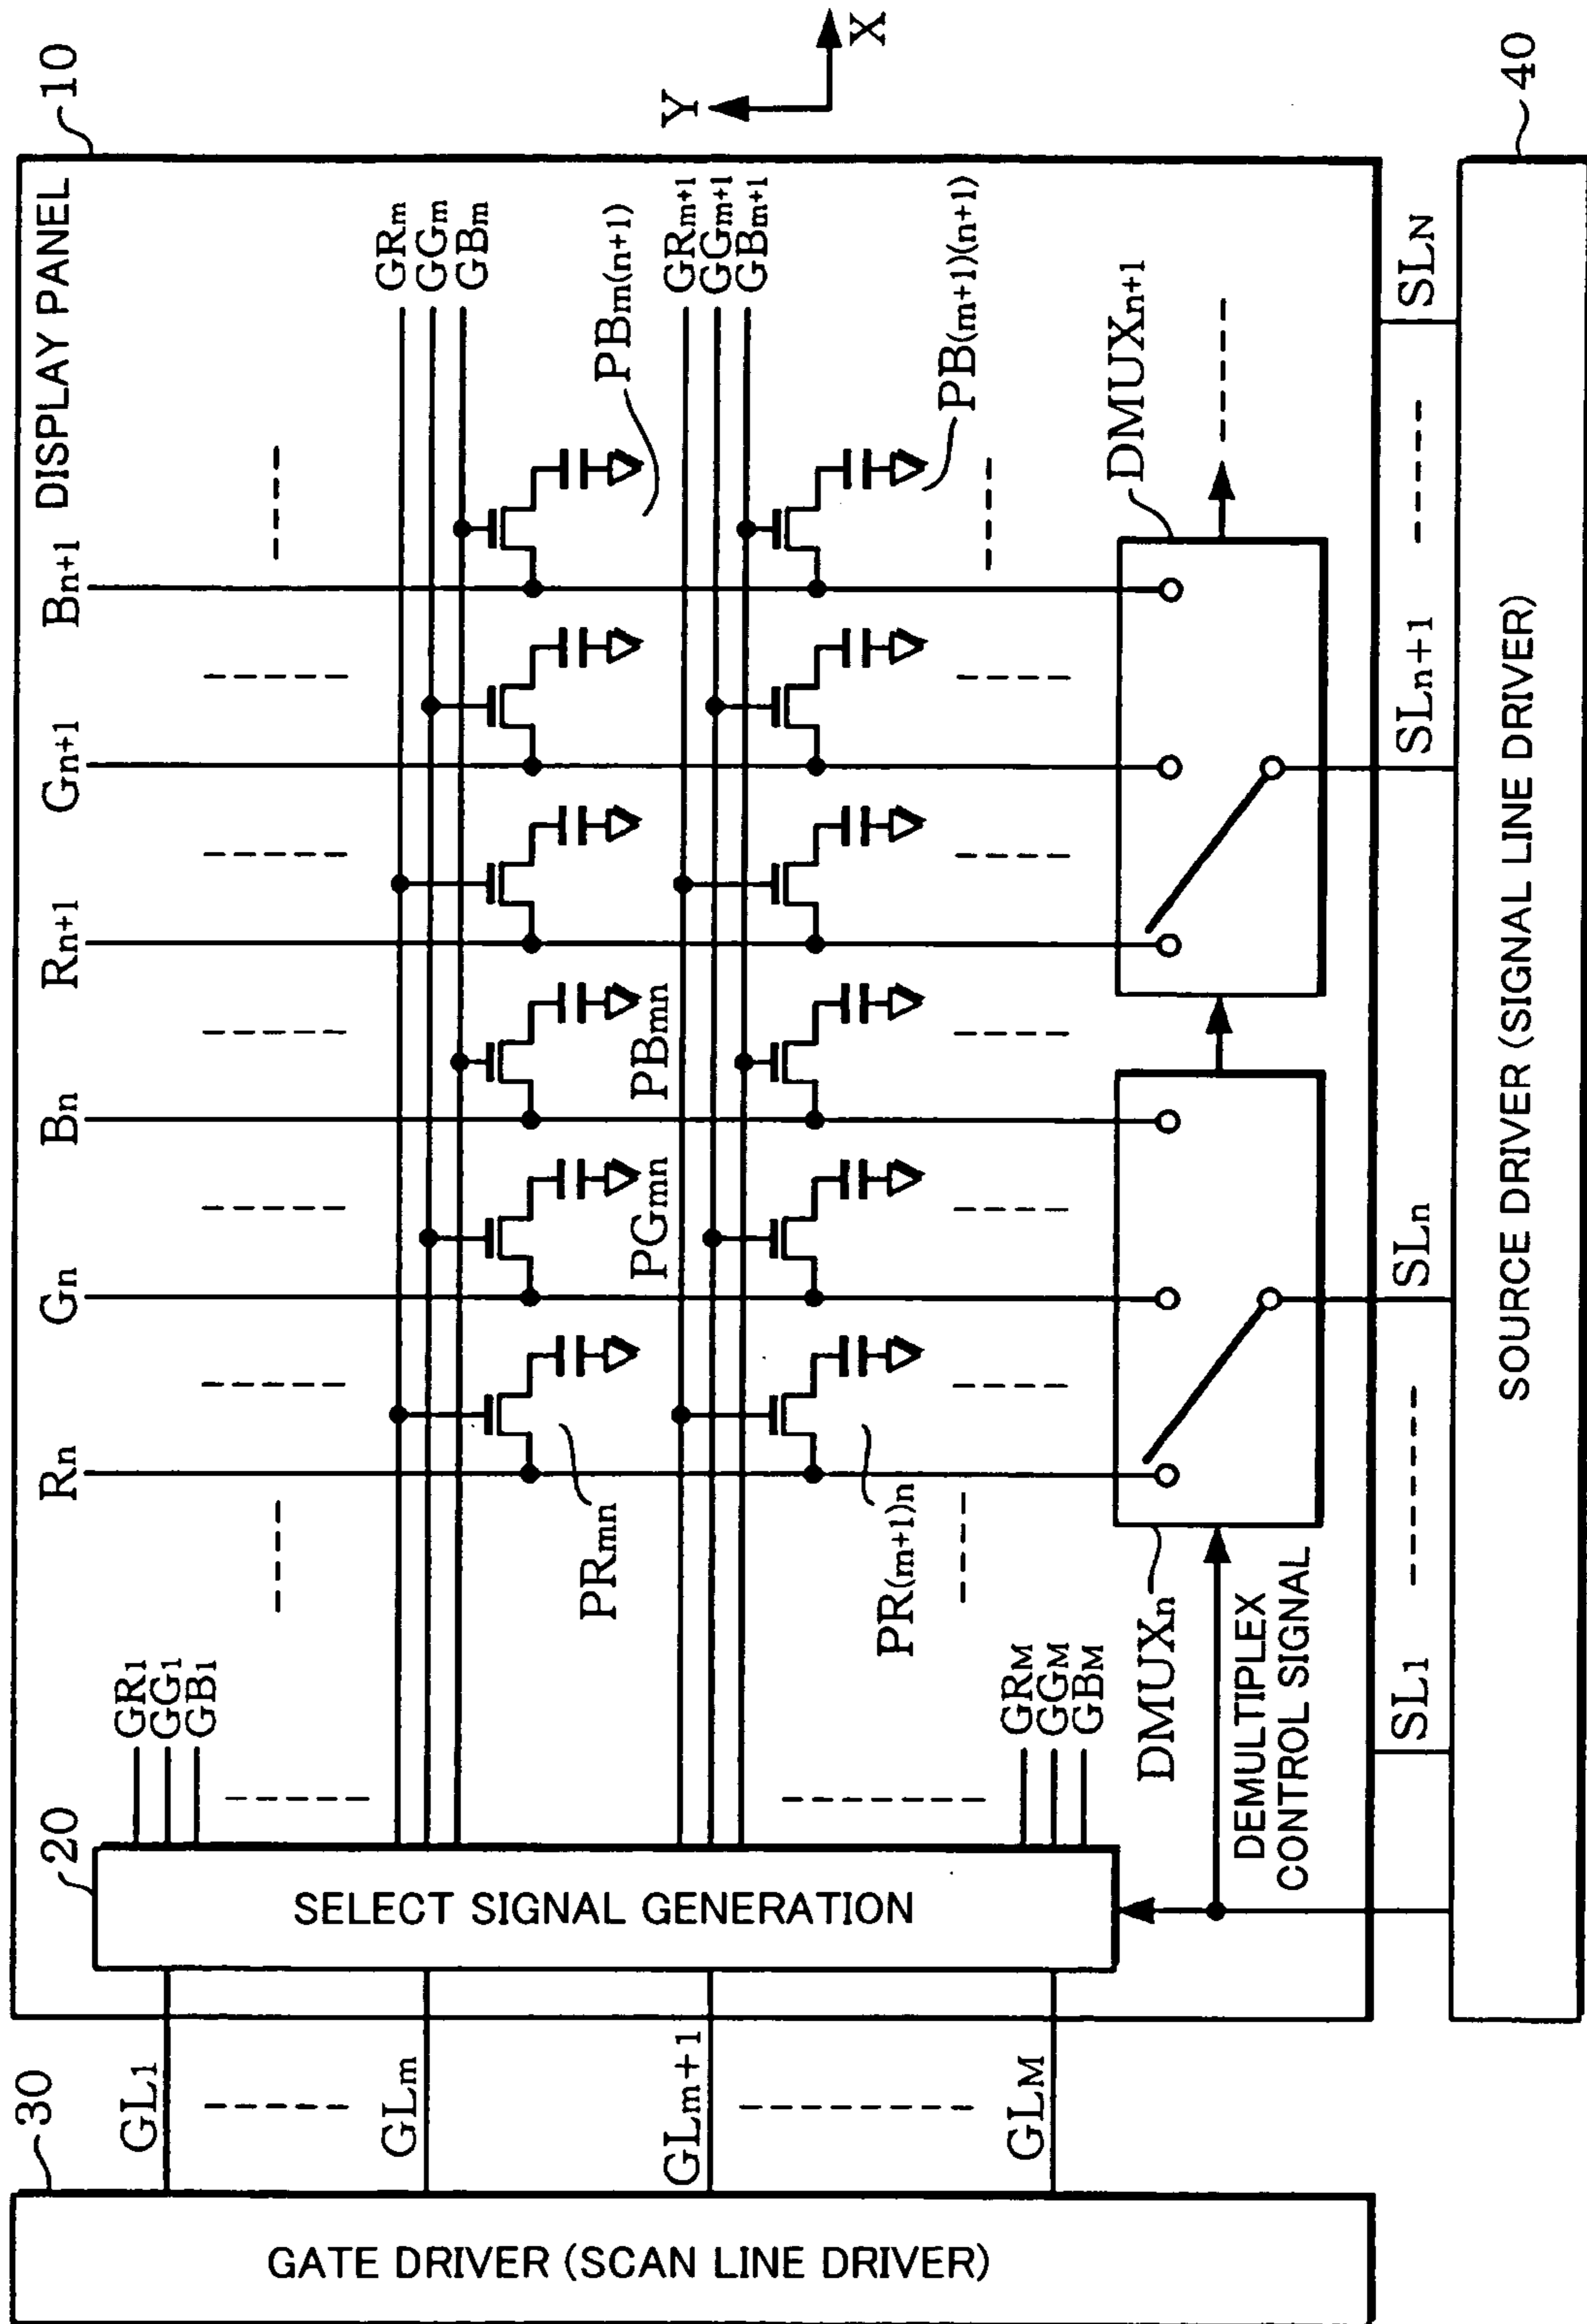 10
DISPLAY PANEL
Rn
Gn
Bn
Rn+1
Gn+1
Bn+1
20
GR1
GG1
GB1
30
GL1
GRm
GGm
GBm
GLm
PRmn
PGmn
PBmn
PBm(n+1)
GRm+1
GGm+1
GBm+1
GLm+1
PR(m+1)n
PB(m+1)(n+1)
GRM
GGM
GBM
GLM
SELECT SIGNAL GENERATION
GATE DRIVER (SCAN LINE DRIVER)
DMUXn
DMUXn+1
DEMULTIPLEX
CONTROL SIGNAL
Y
X
SL1
SLn
SLn+1
SLN
40
SOURCE DRIVER (SIGNAL LINE DRIVER)